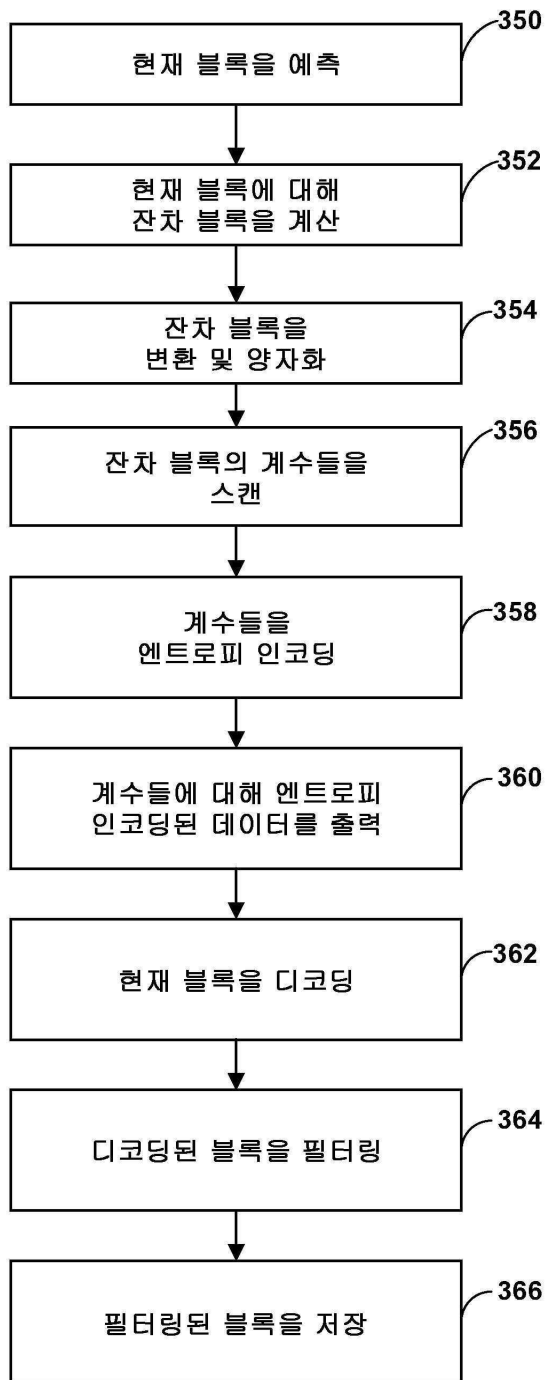 350
현재 블록을 예측
352
현재 블록에 대해
잔차 블록을 계산
354
잔차 블록을
변환 및 양자화
356
잔차 블록의 계수들을
스캔
358
계수들을
엔트로피 인코딩
360
계수들에 대해 엔트로피
인코딩된 데이터를 출력
362
현재 블록을 디코딩
364
디코딩된 블록을 필터링
366
필터링된 블록을 저장